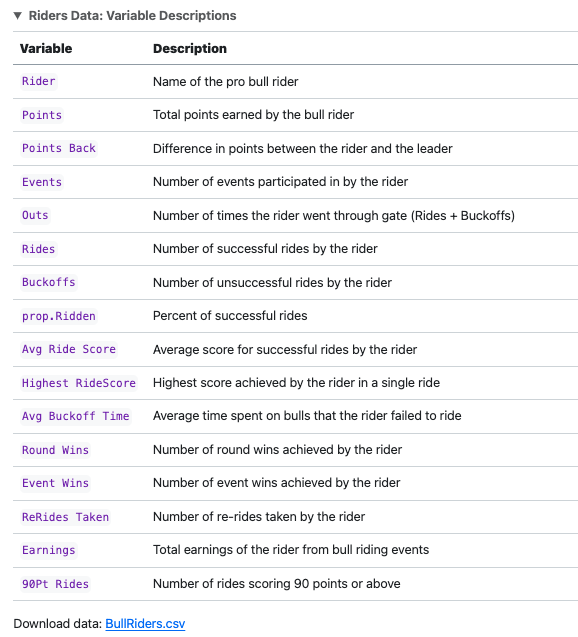 ▼ Riders Data: Variable Descriptions
Variable Description
Rider Name of the pro bull rider
Points Total points earned by the bull rider
Points Back Difference in points between the rider and the leader
Events Number of events participated in by the rider
Outs Number of times the rider went through gate (Rides + Buckoffs)
Rides Number of successful rides by the rider
Buckoffs Number of unsuccessful rides by the rider
prop.Ridden Percent of successful rides
Avg Ride Score Average score for successful rides by the rider
Highest RideScore Highest score achieved by the rider in a single ride
Avg Buckoff Time Average time spent on bulls that the rider failed to ride
Round Wins Number of round wins achieved by the rider
Event Wins Number of event wins achieved by the rider
ReRides Taken Number of re-rides taken by the rider
Earnings Total earnings of the rider from bull riding events
90Pt Rides Number of rides scoring 90 points or above
Download data: BullRiders.csv